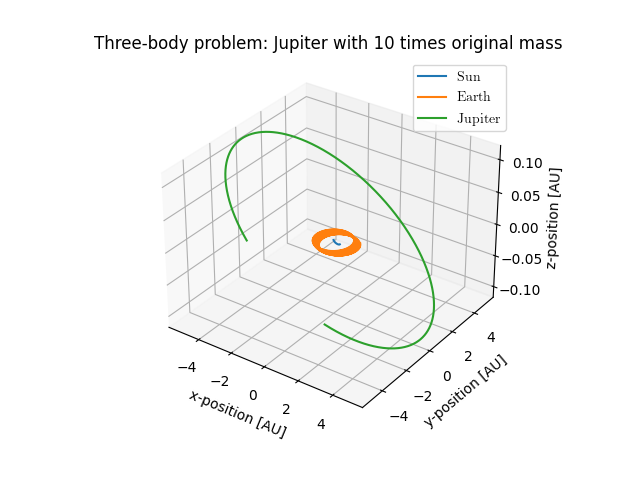 Three-body problem: Jupiter with 10 times original mass
Sun
Earth
Jupiter
0.10
0.05
0.00
−0.05
−0.10
z-position [AU]
−4
−2
0
2
4
x-position [AU]
−4
−2
0
2
4
y-position [AU]